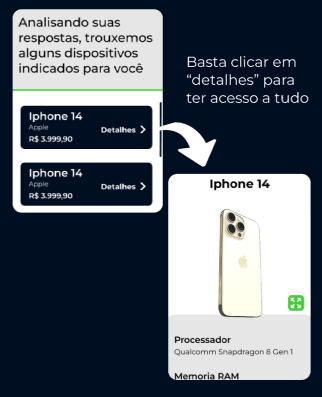 Analisando suas
respostas, trouxemos
alguns dispositivos
indicados para você
Iphone 14
Apple
R$ 3.999,90
Detalhes
Iphone 14
Apple
R$ 3.999,90
Detalhes
Basta clicar em
“detalhes” para
ter acesso a tudo
Iphone 14
Processador
Qualcomm Snapdragon 8 Gen 1
Memoria RAM